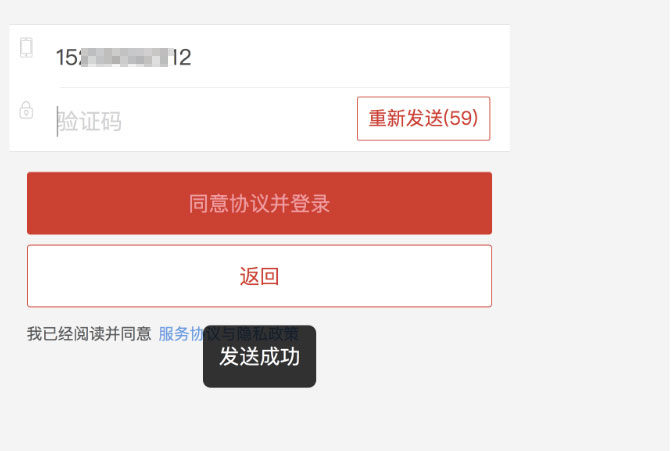 152 12
验证码
重新发送(59)
同意协议并登录
返回
我已经阅读并同意 服务协议与隐私政策
发送成功